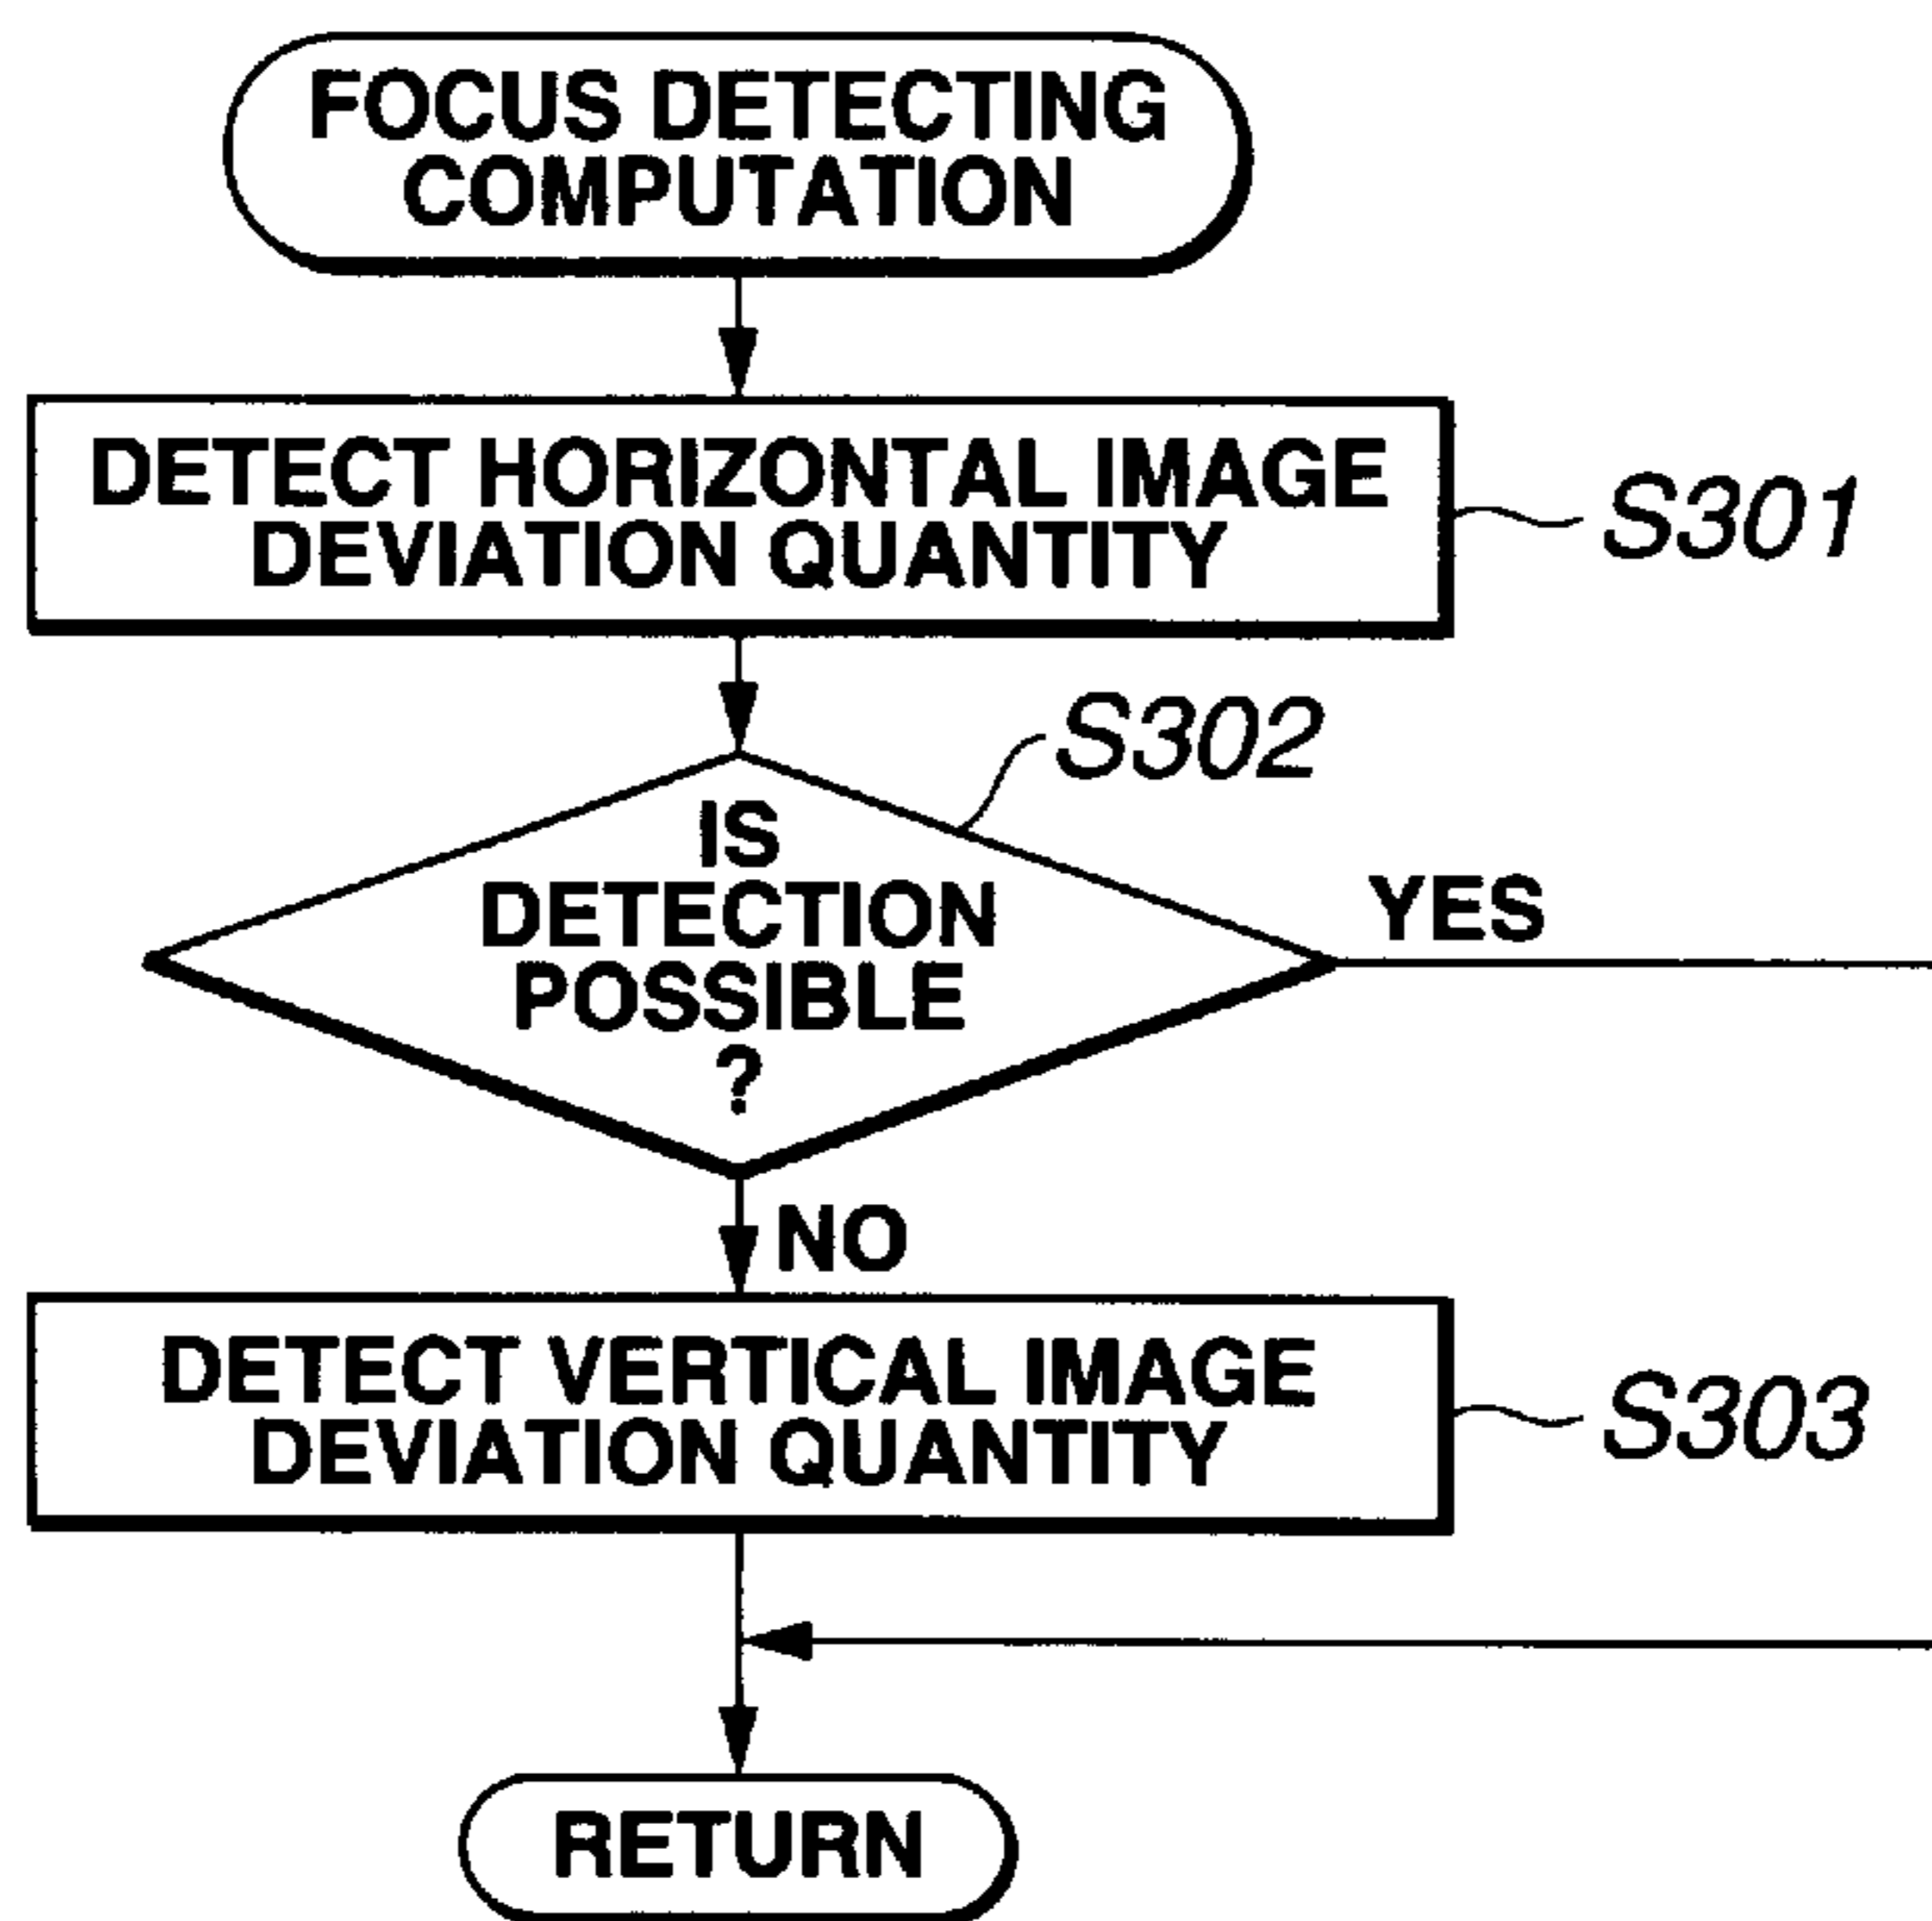 FOCUS DETECTING
COMPUTATION
DETECT HORIZONTAL IMAGE
DEVIATION QUANTITY
S301
S302
IS
DETECTION
POSSIBLE
?
YES
NO
DETECT VERTICAL IMAGE
DEVIATION QUANTITY
S303
RETURN